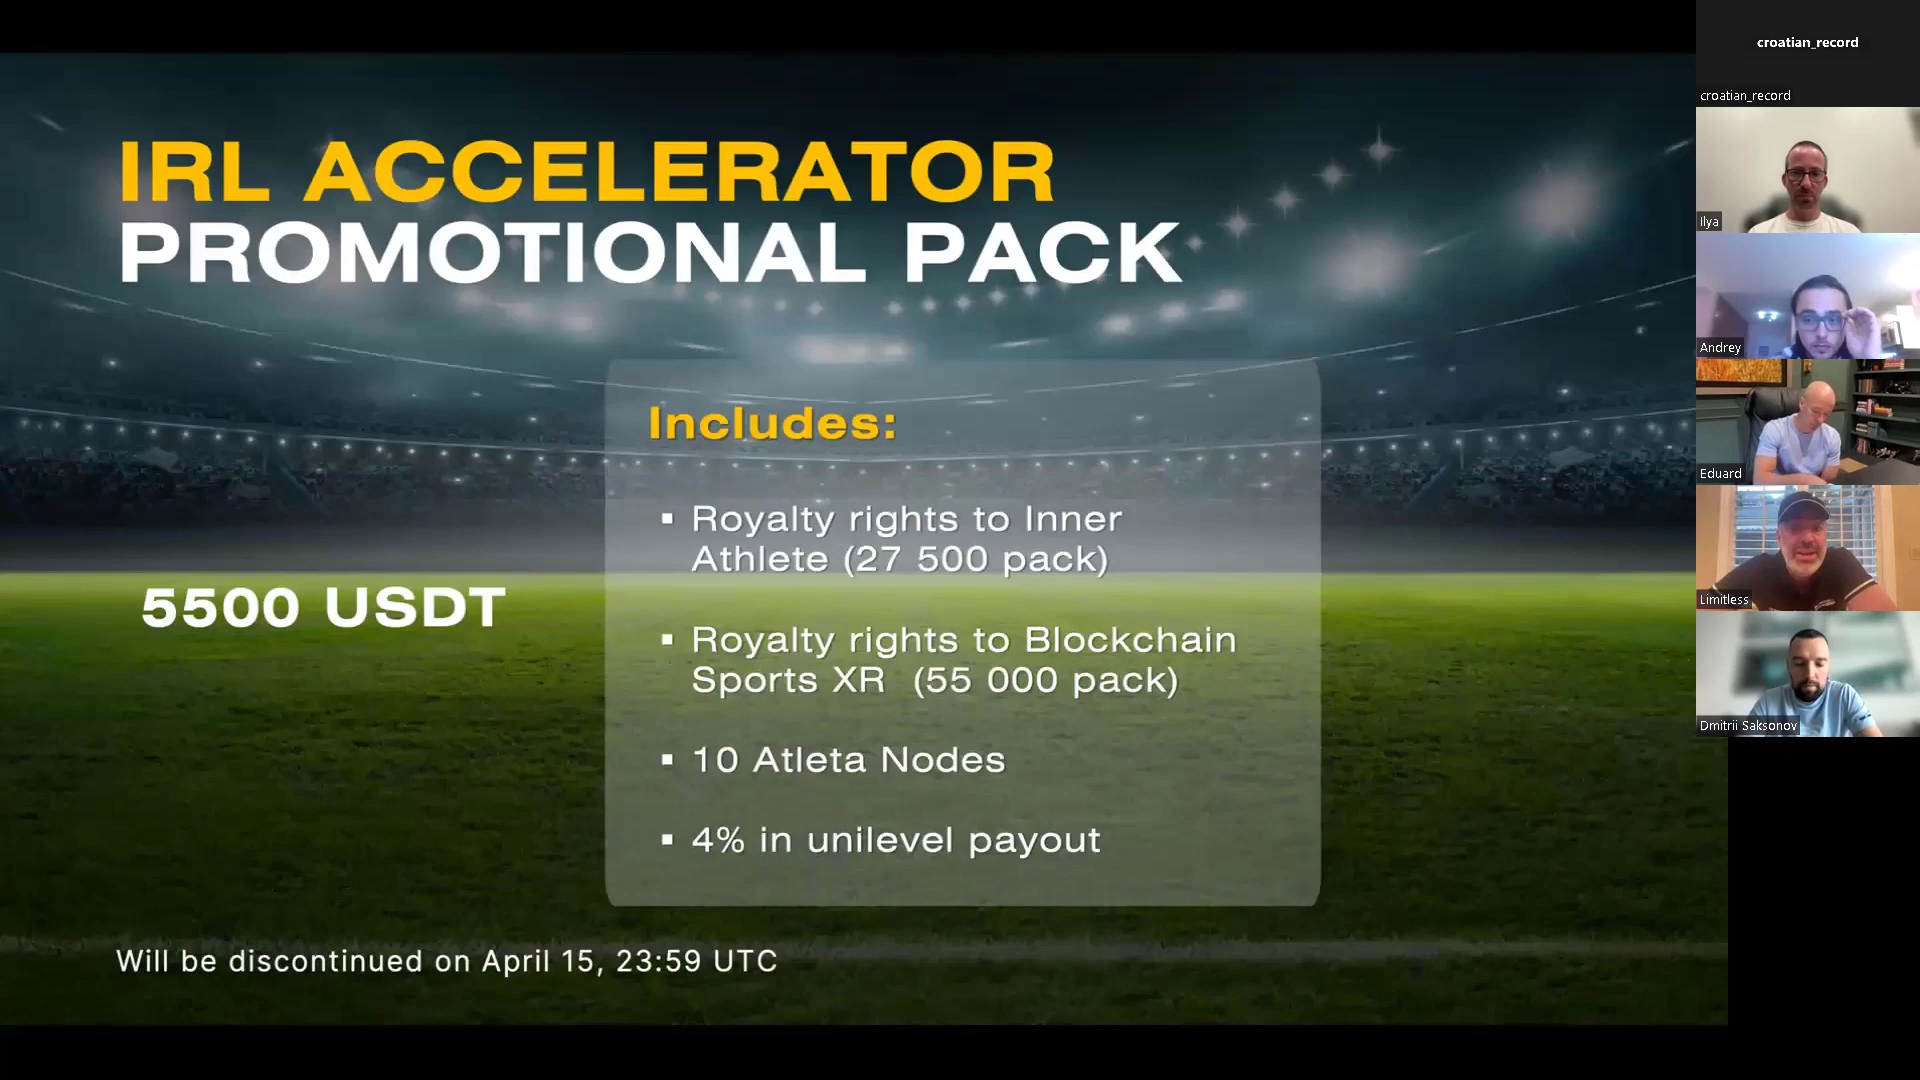 IRL ACCELERATOR
PROMOTIONAL PACK
Includes:
▪ Royalty rights to Inner
Athlete (27 500 pack)
▪ Royalty rights to Blockchain
Sports XR (55 000 pack)
▪ 10 Atleta Nodes
▪ 4% in unilevel payout
5500 USDT
Will be discontinued on April 15, 23:59 UTC
croatian_record
croatian_record
Ilya
Andrey
Eduard
Limitless
Dmitrii Saksonov